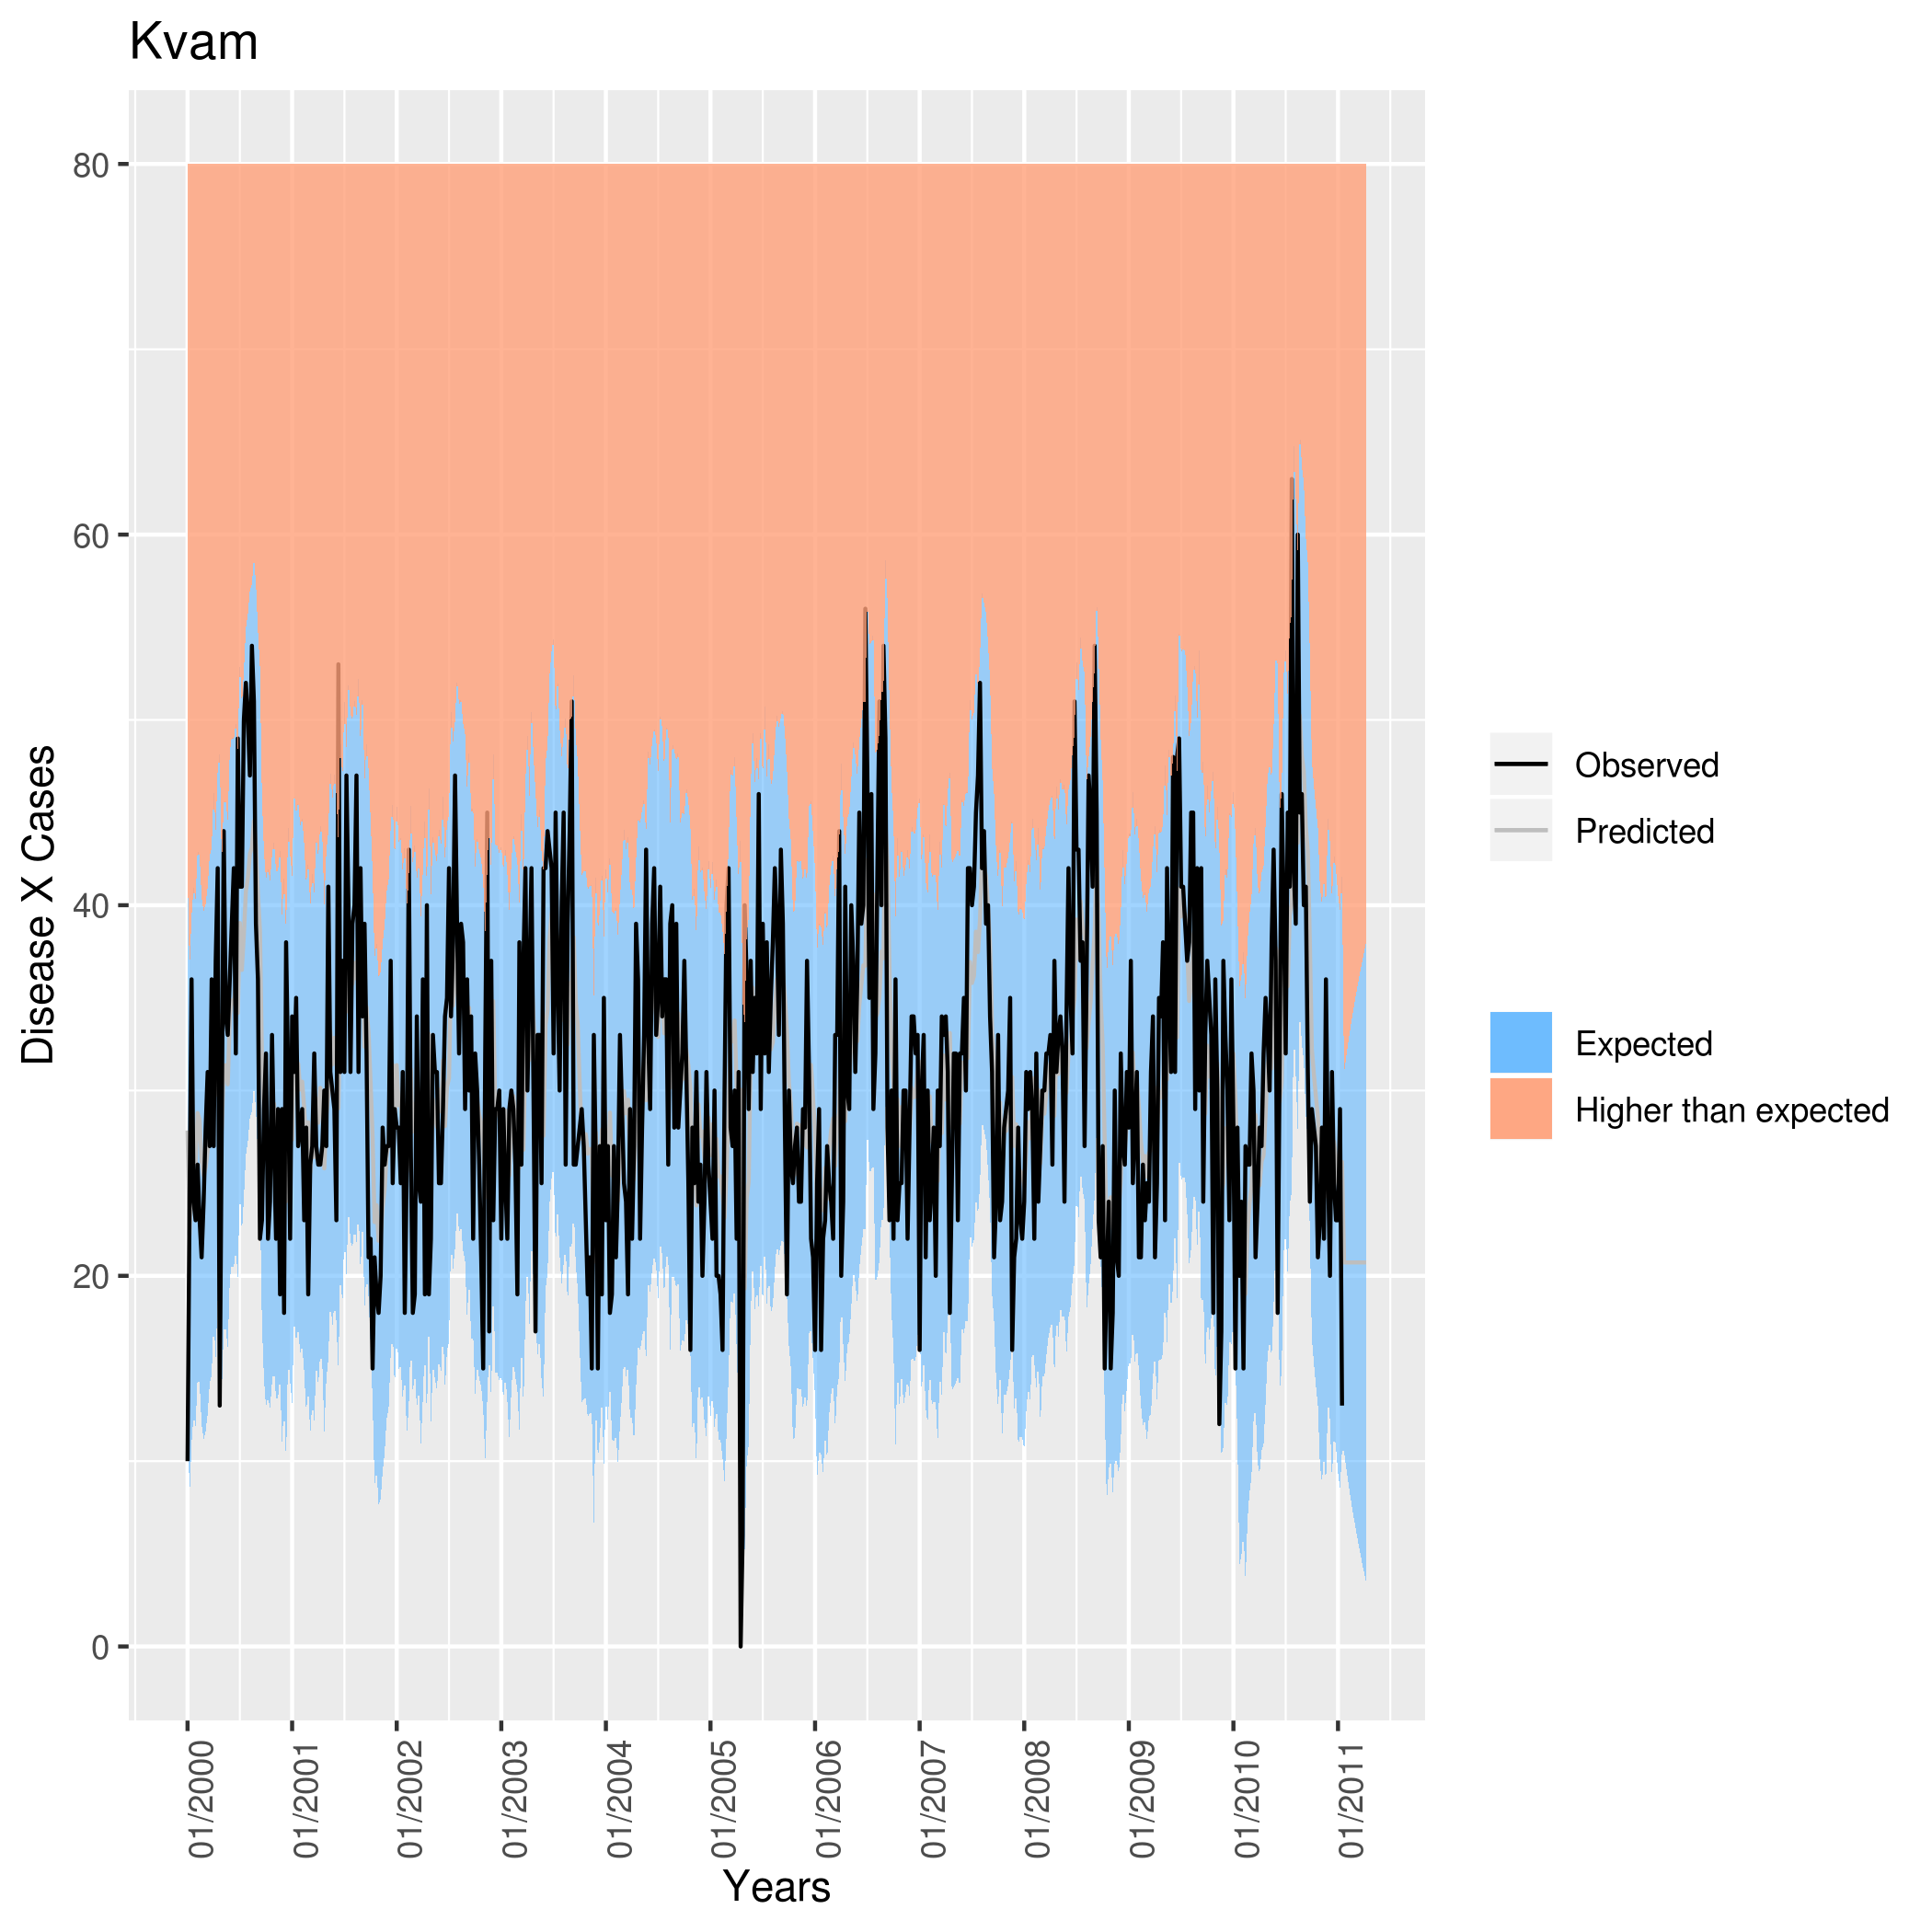 Kvam
Disease X Cases
80
60
40
20
0
01/2000
01/2001
01/2002
01/2003
01/2004
01/2005
01/2006
01/2007
01/2008
01/2009
01/2010
01/2011
Years
Observed
Predicted
Expected
Higher than expected